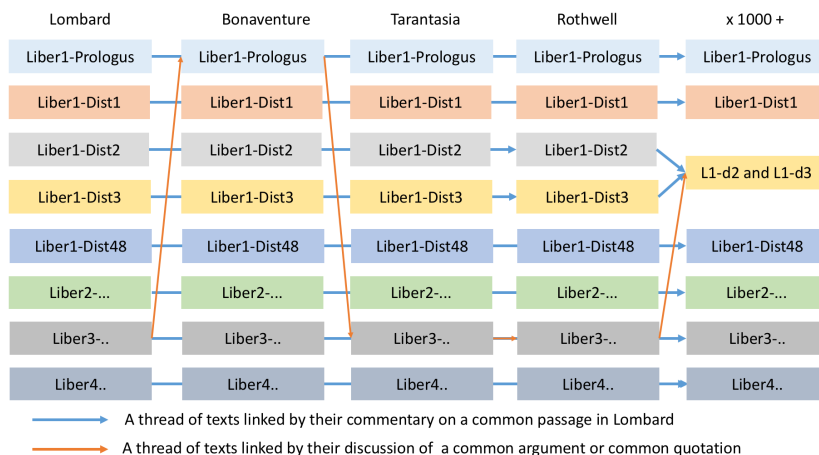 Lombard Bonaventure Tarantasia Rothwell x 1000 +
Liber1-Prologus Liber1-Prologus Liber1-Prologus Liber1-Prologus Liber1-Prologus
Liber1-Dist1 Liber1-Dist1 Liber1-Dist1 Liber1-Dist1 Liber1-Dist1
Liber1-Dist2 Liber1-Dist2 Liber1-Dist2 Liber1-Dist2
L1-d2 and L1-d3
Liber1-Dist3 Liber1-Dist3 Liber1-Dist3 Liber1-Dist3
Liber1-Dist48 Liber1-Dist48 Liber1-Dist48 Liber1-Dist48 Liber1-Dist48
Liber2-... Liber2-... Liber2-... Liber2-... Liber2-...
Liber3-.. Liber3-.. Liber3-.. Liber3-.. Liber3-..
Liber4.. Liber4.. Liber4.. Liber4.. Liber4..
A thread of texts linked by their commentary on a common passage in Lombard
A thread of texts linked by their discussion of a common argument or common quotation